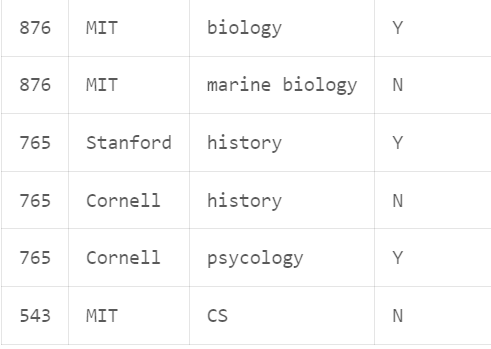 876 MIT biology Y
876 MIT marine biology N
765 Stanford history Y
765 Cornell history N
765 Cornell psycology Y
543 MIT CS N